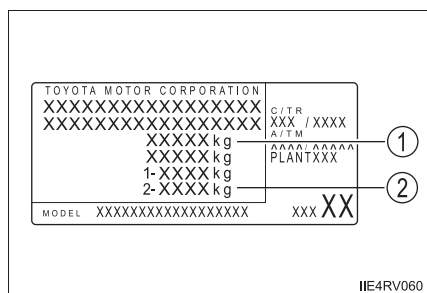 TOYOTA MOTOR CORPORATION
XXXXXXXXXXXXXXXXX
XXXXXXXXXXXXXXXXX
XXXXXkg
XXXXXkg
1-XXXXkg
2-XXXXkg
C/TR
XXX /XXXX
A/TM
^^^^/^^^^^
PLANTXXX
1
2
MODEL XXXXXXXXXXXXXXXXXX XXX XX
IIE4RV060